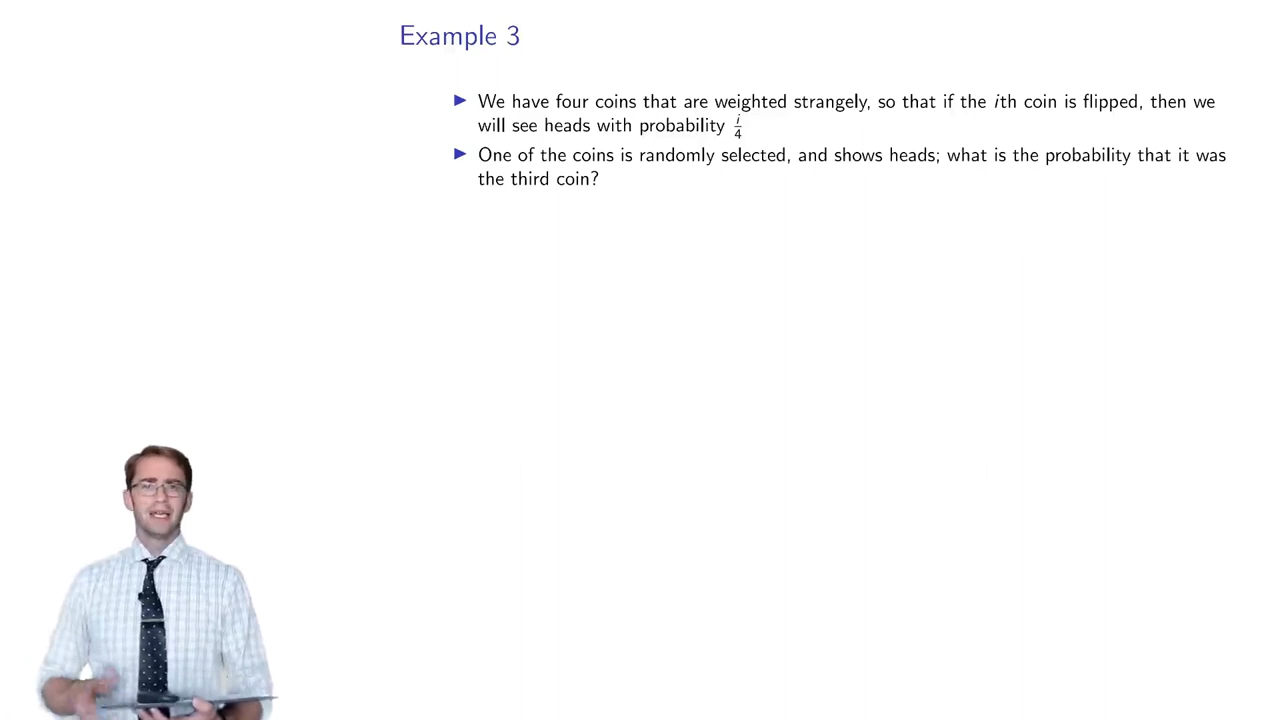 Example 3
▶ We have four coins that are weighted strangely, so that if the ith coin is flipped, then we
will see heads with probability i/4
▶ One of the coins is randomly selected, and shows heads; what is the probability that it was
the third coin?